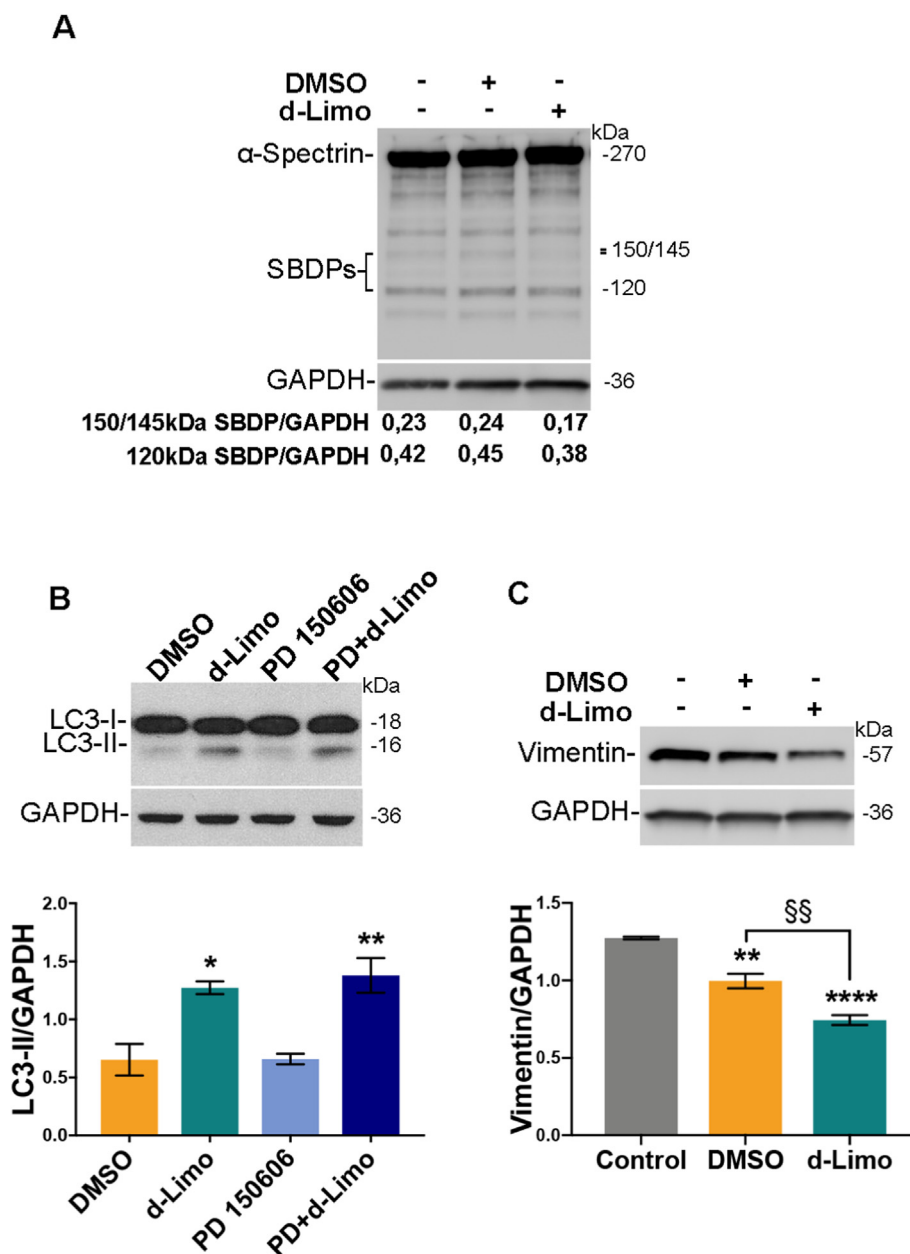 A
DMSO - + -
d-Limo - - +
kDa
α-Spectrin- -270
SBDPs- 150/145
-120
GAPDH- -36
150/145kDa SBDP/GAPDH 0,23 0,24 0,17
120kDa SBDP/GAPDH 0,42 0,45 0,38
B
DMSO d-Limo PD 150606 PD+d-Limo
kDa
LC3-I- -18
LC3-II- -16
GAPDH- -36
LC3-II/GAPDH
2.0
1.5
1.0
0.5
0.0
* **
DMSO d-Limo PD 150606 PD+d-Limo
C
DMSO - + -
d-Limo - - +
kDa
Vimentin- -57
GAPDH- -36
Vimentin/GAPDH
1.5
1.0
0.5
0.0
§§
** ****
Control DMSO d-Limo